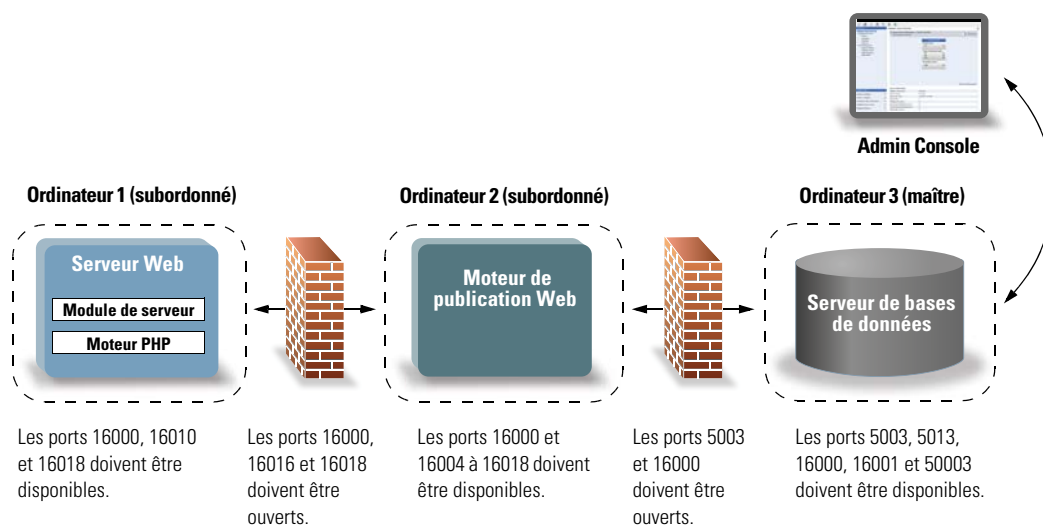 Admin Console
Ordinateur 1 (subordonné)
Ordinateur 2 (subordonné)
Ordinateur 3 (maître)
Serveur Web
Module de serveur
Moteur PHP
Moteur de
publication Web
Serveur de bases
de données
Les ports 16000, 16010
et 16018 doivent être
disponibles.
Les ports 16000,
16016 et 16018
doivent être
ouverts.
Les ports 16000 et
16004 à 16018 doivent
être disponibles.
Les ports 5003
et 16000
doivent être
ouverts.
Les ports 5003, 5013,
16000, 16001 et 50003
doivent être disponibles.